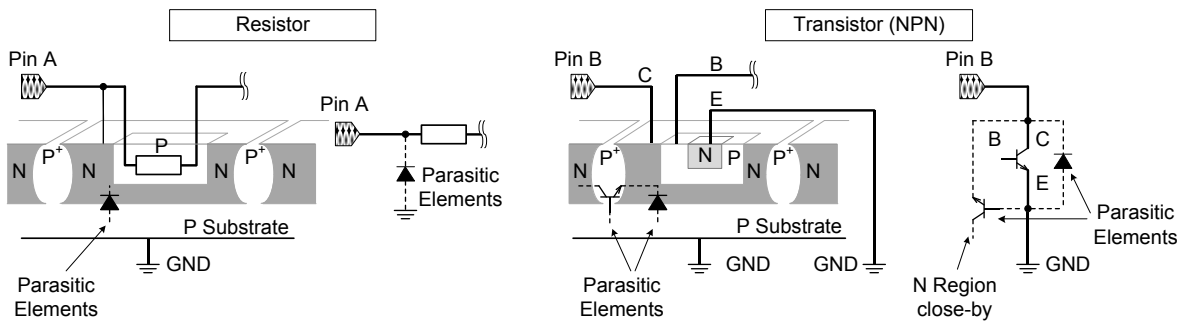 Resistor
Pin A
N
P+
N
P
P+
N
P Substrate
GND
Parasitic
Elements
Pin A
Parasitic
Elements
Transistor (NPN)
Pin B
C
B
E
N
P+
N
N
P
P+
N
P Substrate
GND
GND
Parasitic
Elements
Pin B
B
C
E
Parasitic
Elements
N Region
close-by